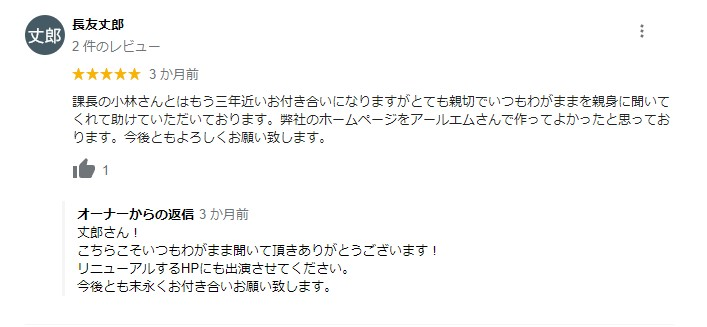 丈郎
長友丈郎
2 件のレビュー
★★★★★ 3 か月前
課長の小林さんとはもう三年近いお付き合いになりますがとても親切でいつもわがままを親身に聞いて
くれて助けていただいております。弊社のホームページをアールエムさんで作ってよかったと思ってお
ります。今後ともよろしくお願い致します。
1
オーナーからの返信 3 か月前
丈郎さん！
こちらこそいつもわがまま聞いて頂きありがとうございます！
リニューアルするHPにも出演させてください。
今後とも末永くお付き合いお願い致します。